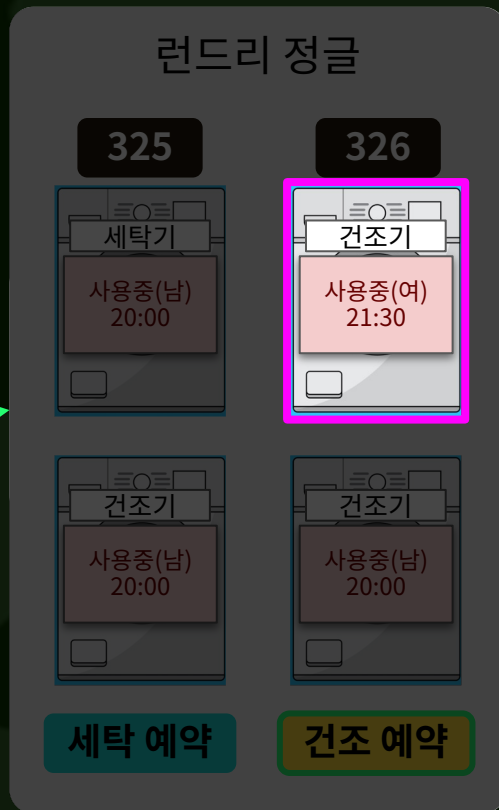 런드리 정글
325
326
세탁기
사용중(남)
20:00
건조기
사용중(여)
21:30
건조기
사용중(남)
20:00
건조기
사용중(남)
20:00
세탁 예약
건조 예약